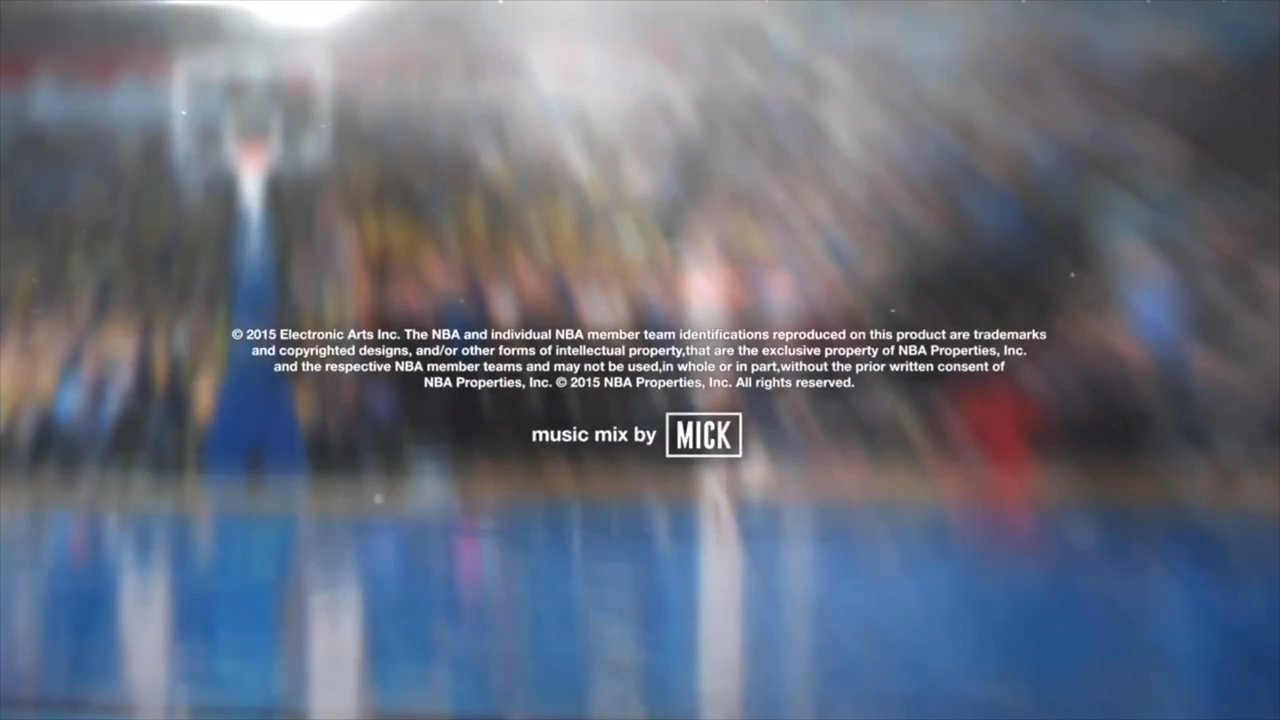 © 2015 Electronic Arts Inc. The NBA and individual NBA member team identifications reproduced on this product are trademarks
and copyrighted designs, and/or other forms of intellectual property,that are the exclusive property of NBA Properties, Inc.
and the respective NBA member teams and may not be used,in whole or in part,without the prior written consent of
NBA Properties, Inc. © 2015 NBA Properties, Inc. All rights reserved.
music mix by MICK